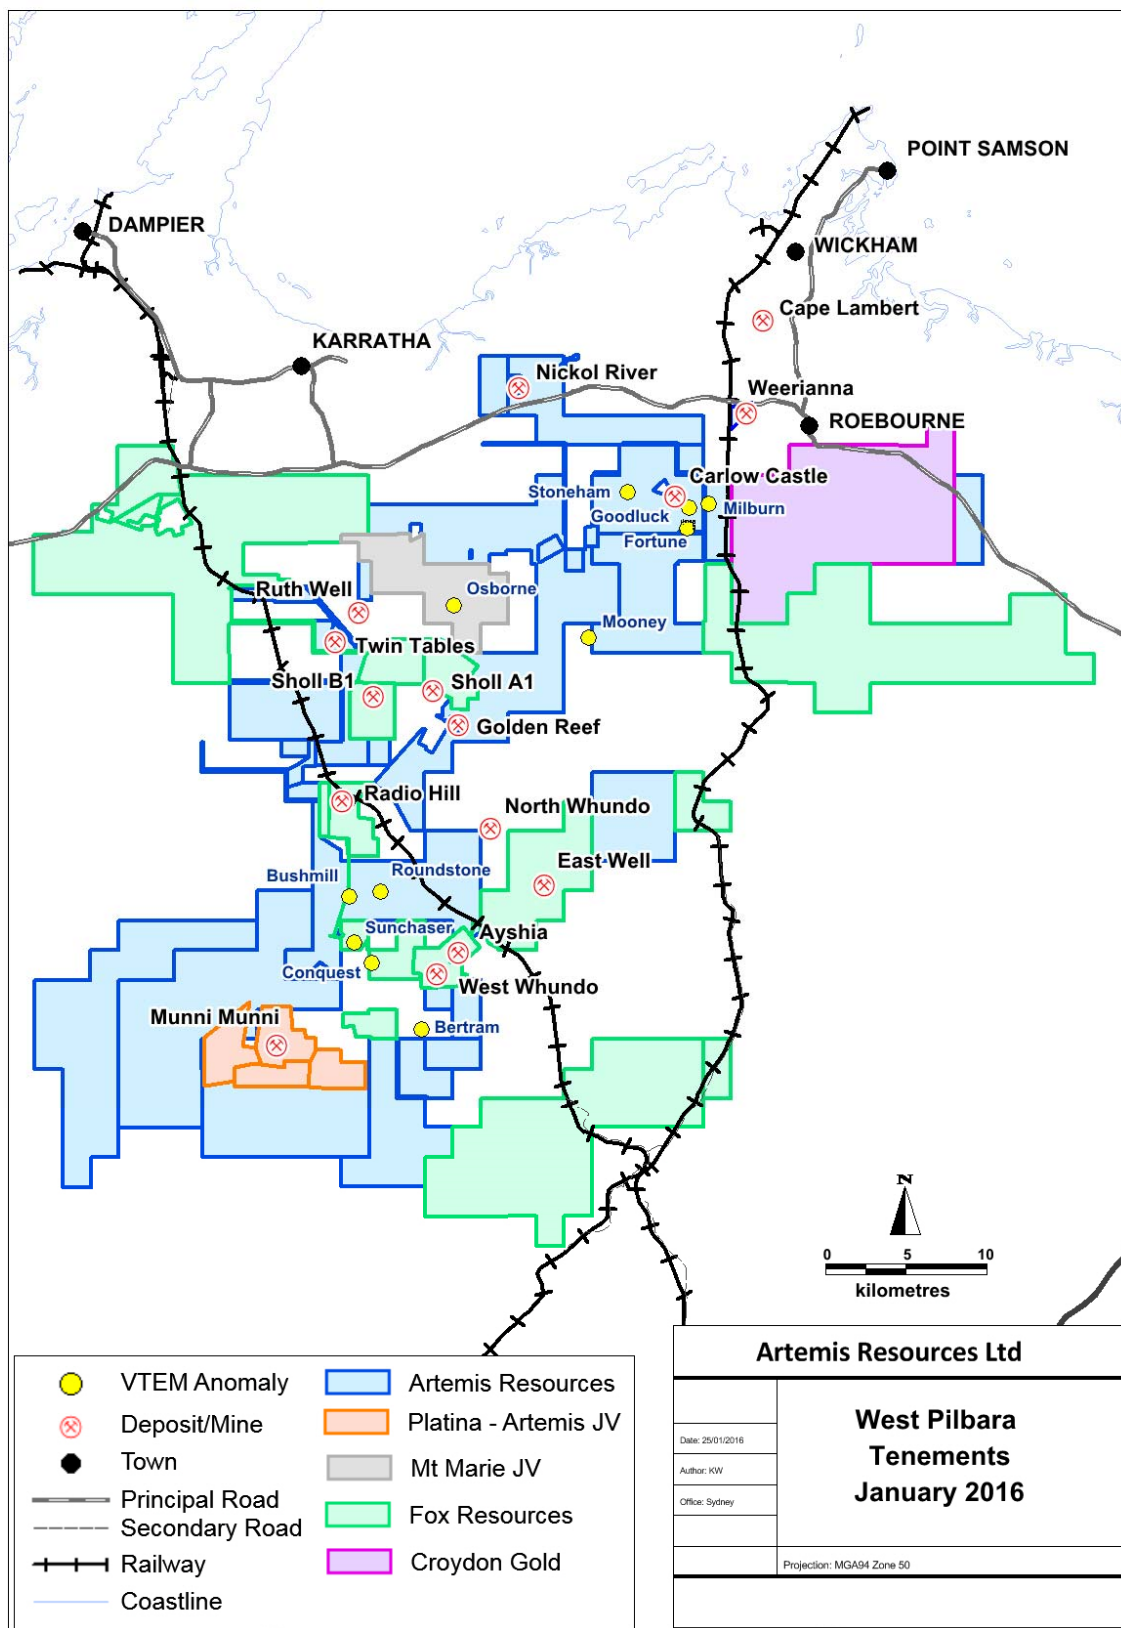 POINT SAMSON
DAMPIER
WICKHAM
Cape Lambert
KARRATHA
Nickol River
Weerianna
ROEBOURNE
Carlow Castle
Stoneham
Goodluck
Milburn
Fortune
Ruth Well
Osborne
Mooney
Twin Tables
Sholl B1
Sholl A1
Golden Reef
Radio Hill
North Whundo
East Well
Bushmill
Roundstone
Sunchaser
Ayshia
Conquest
West Whundo
Munni Munni
Bertram
N
0 5 10
kilometres
VTEM Anomaly
Deposit/Mine
Town
Principal Road
Secondary Road
Railway
Coastline
Artemis Resources
Platina - Artemis JV
Mt Marie JV
Fox Resources
Croydon Gold
Artemis Resources Ltd
Date: 25/01/2016
Author: KW
Office: Sydney
West Pilbara
Tenements
January 2016
Projection: MGA94 Zone 50